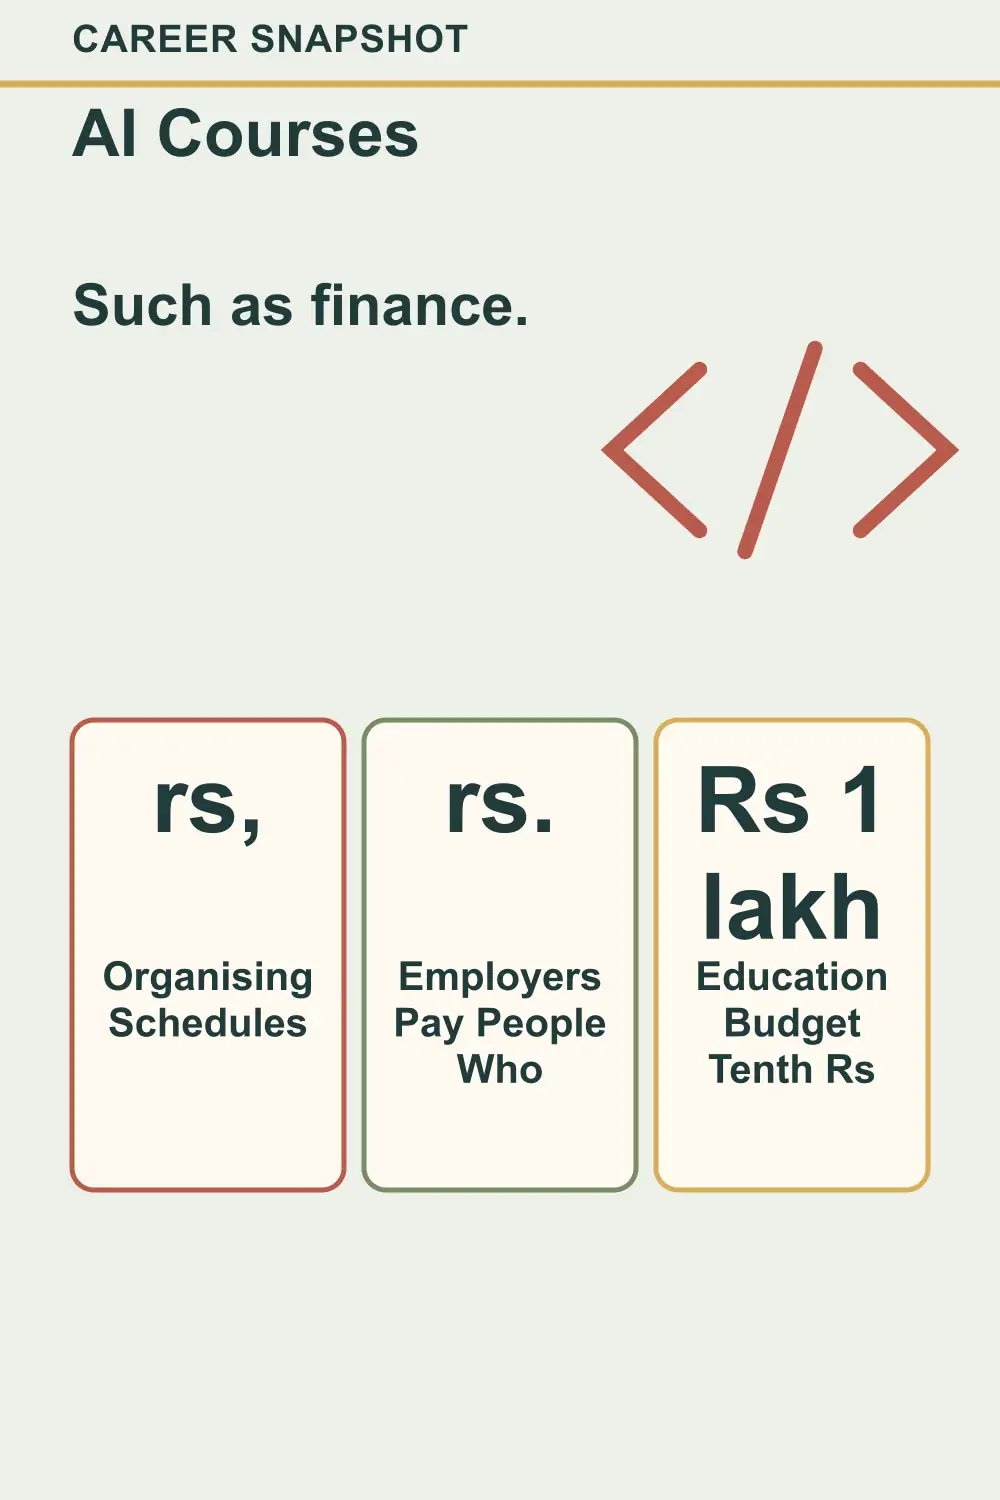 CAREER SNAPSHOT
AI Courses
Such as finance.
</>
rs,
Organising
Schedules
rs.
Employers
Pay People
Who
Rs 1
lakh
Education
Budget
Tenth Rs